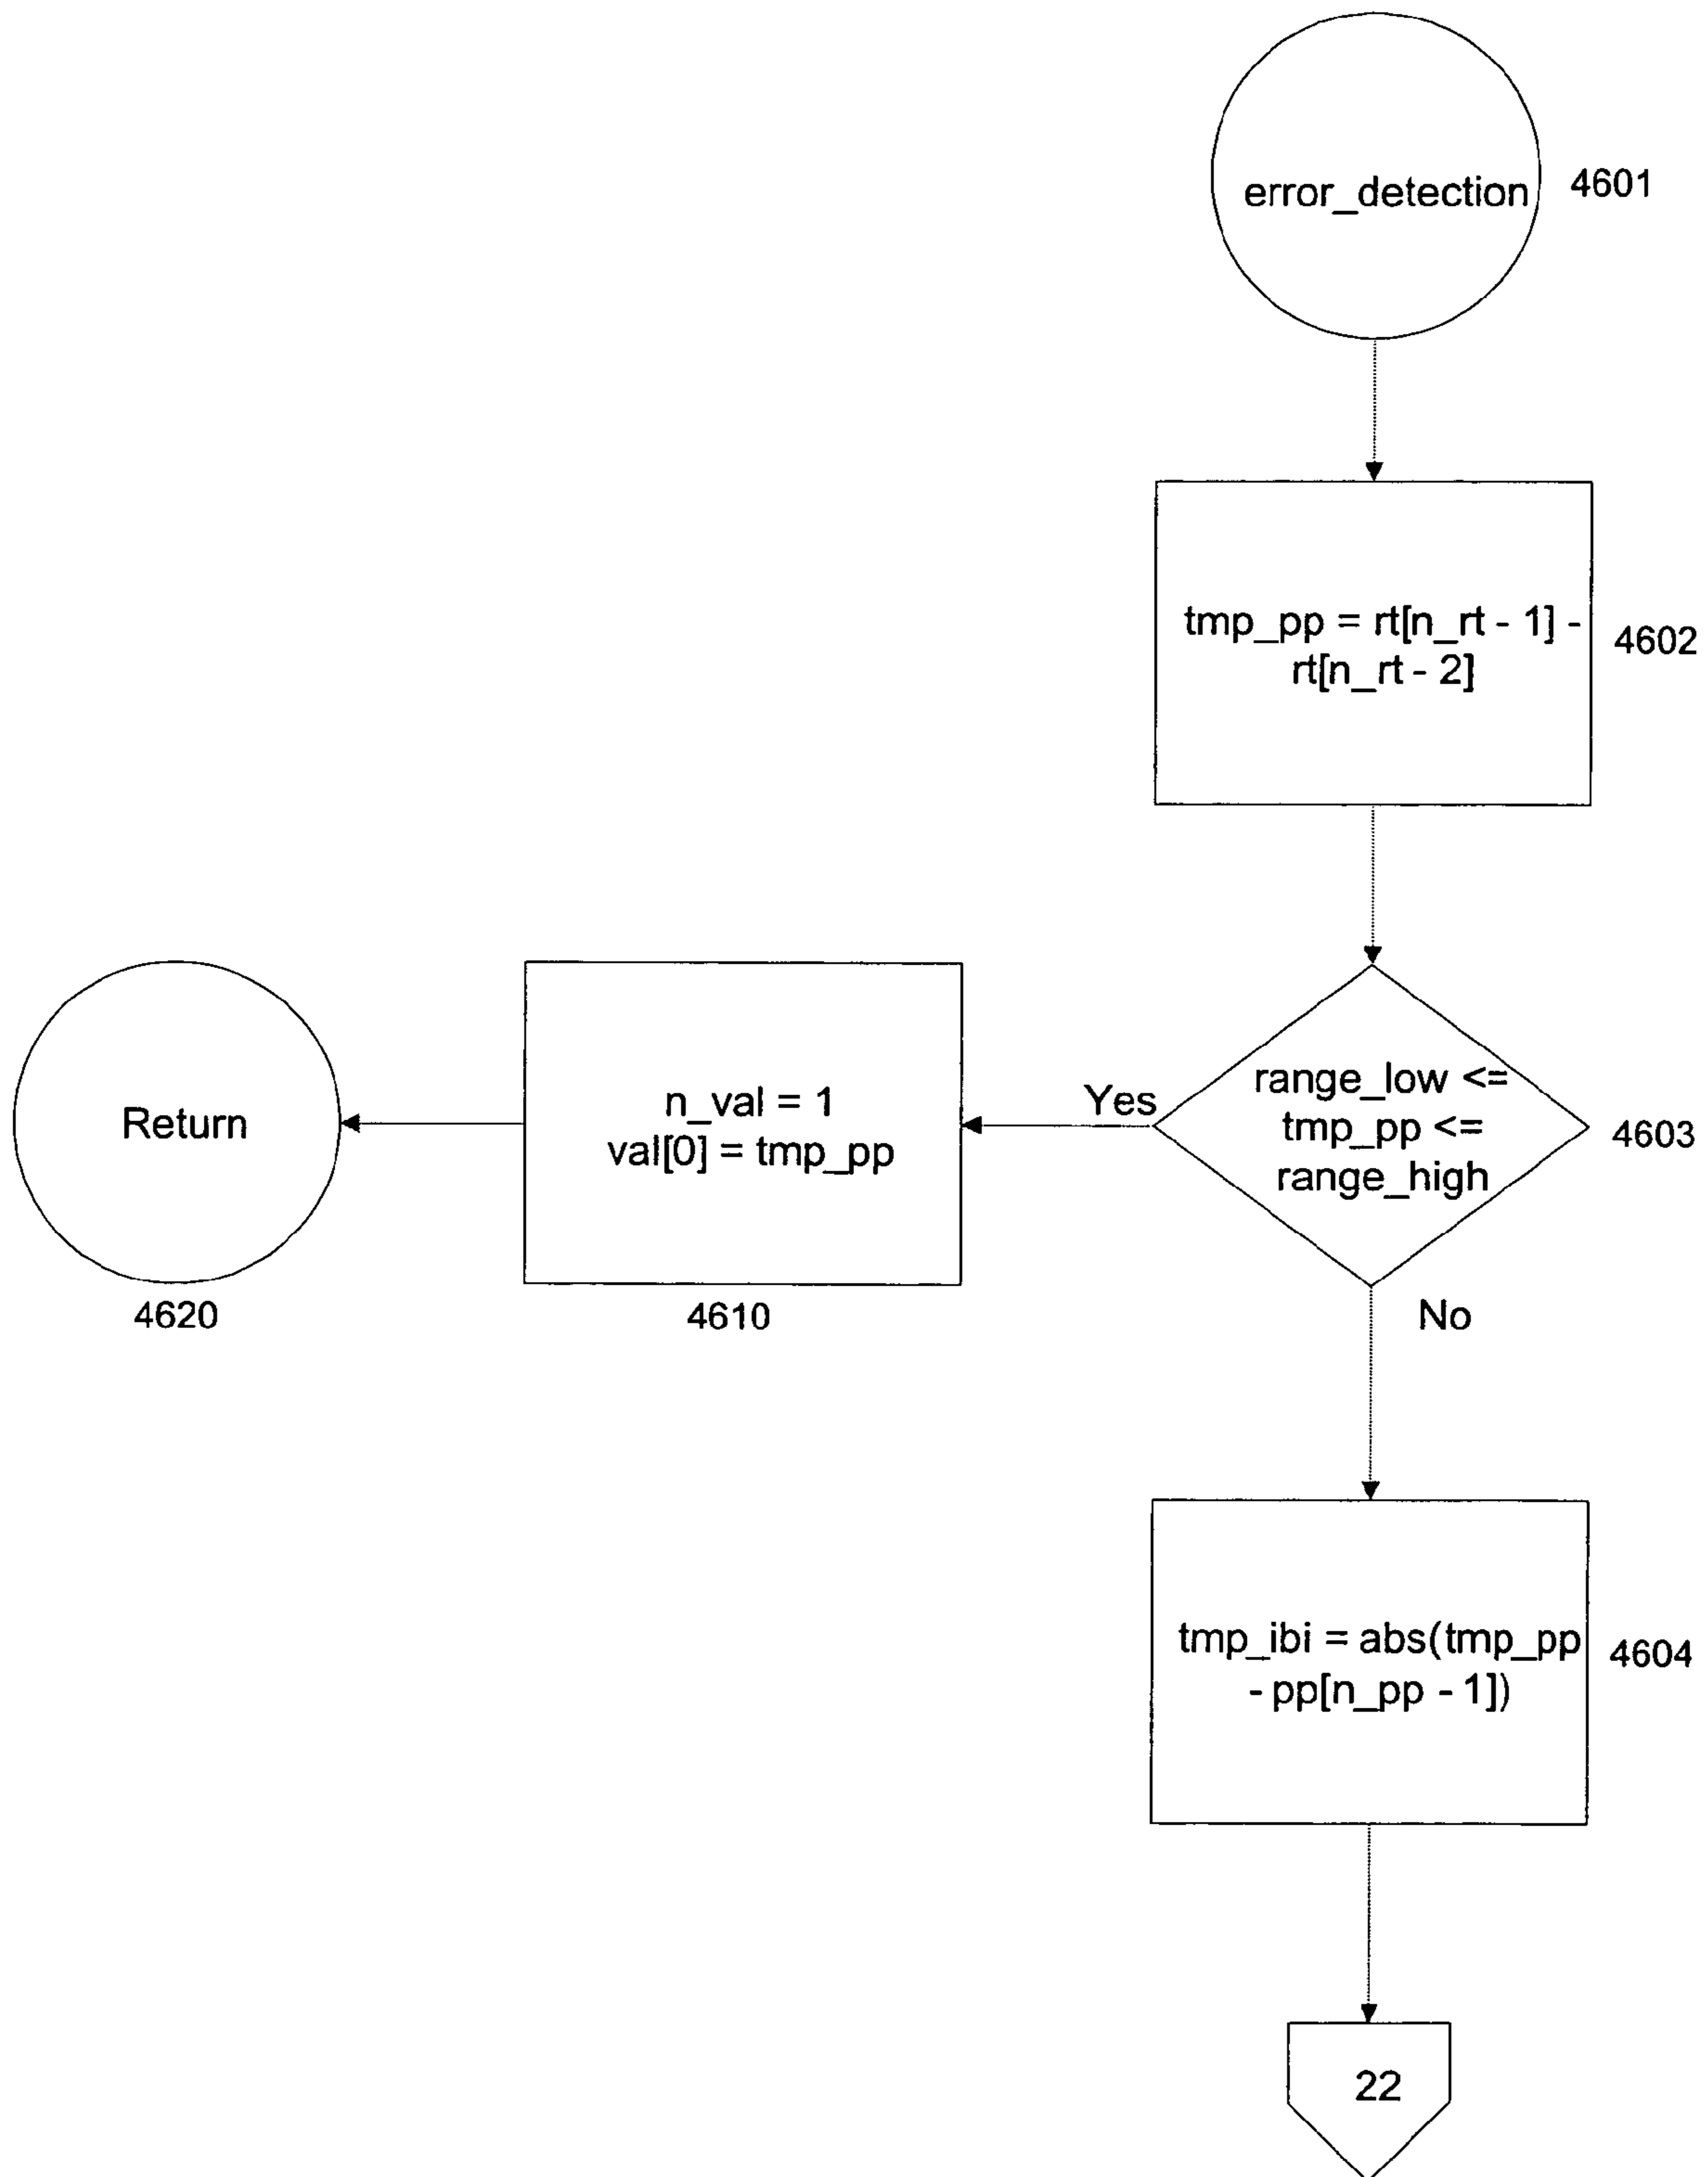 error_detection
4601
tmp_pp = rt[n_rt - 1] -
rt[n_rt - 2]
4602
range_low <=
tmp_pp <=
range_high
4603
Yes
n_val = 1
val[0] = tmp_pp
4610
Return
4620
No
tmp_ibi = abs(tmp_pp
- pp[n_pp - 1])
4604
22